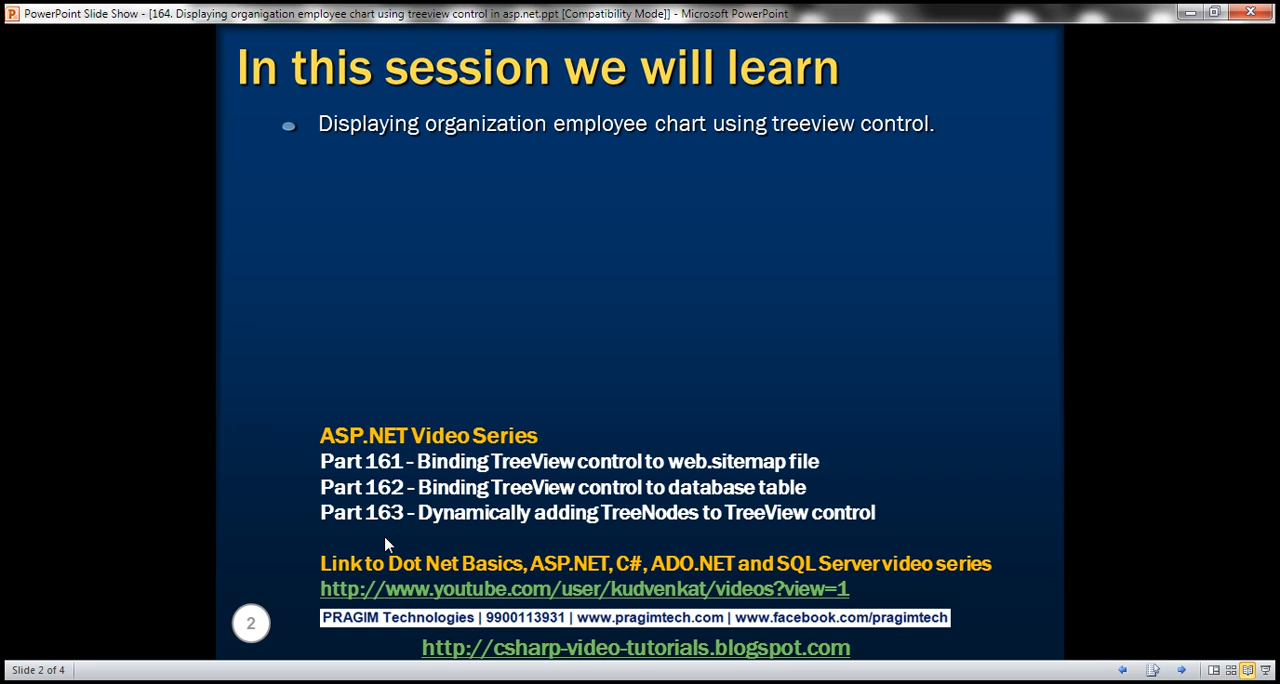 PowerPoint Slide Show - [164. Displaying organigation employee chart using treeview control in asp.net.ppt [Compatibility Mode]] - Microsoft PowerPoint
In this session we will learn
Displaying organization employee chart using treeview control.
ASP.NET Video Series
Part 161 - Binding TreeView control to web.sitemap file
Part 162 - Binding TreeView control to database table
Part 163 - Dynamically adding TreeNodes to TreeView control
Link to Dot Net Basics, ASP.NET, C#, ADO.NET and SQL Server video series
http://www.youtube.com/user/kudvenkat/videos?view=1
2
PRAGIM Technologies | 9900113931 | www.pragimtech.com | www.facebook.com/pragimtech
http://csharp-video-tutorials.blogspot.com
Slide 2 of 4